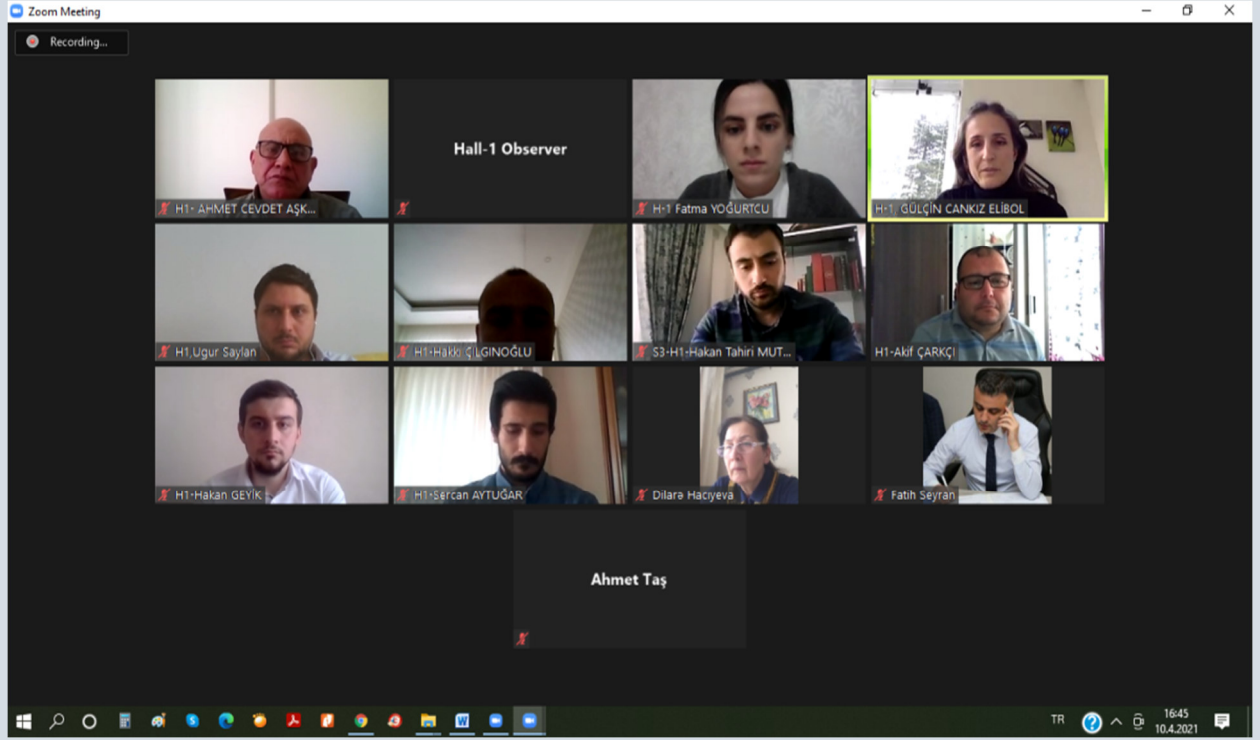 Zoom Meeting
Recording...
H1- AHMET CEVDET AŞK...
Hall-1 Observer
H-1 Fatma YOĞURTCU
H-1, GÜLÇİN CANKIZ ELİBOL
H1,Ugur Saylan
H1-Hakkı ÇILGINOĞLU
S3-H1-Hakan Tahiri MUT...
H1-Akif ÇARKÇI
H1-Hakan GEYİK
H1-Sercan AYTUĞAR
Dilarə Hacıyeva
Fatih Seyran
Ahmet Taş
TR
16:45
10.4.2021